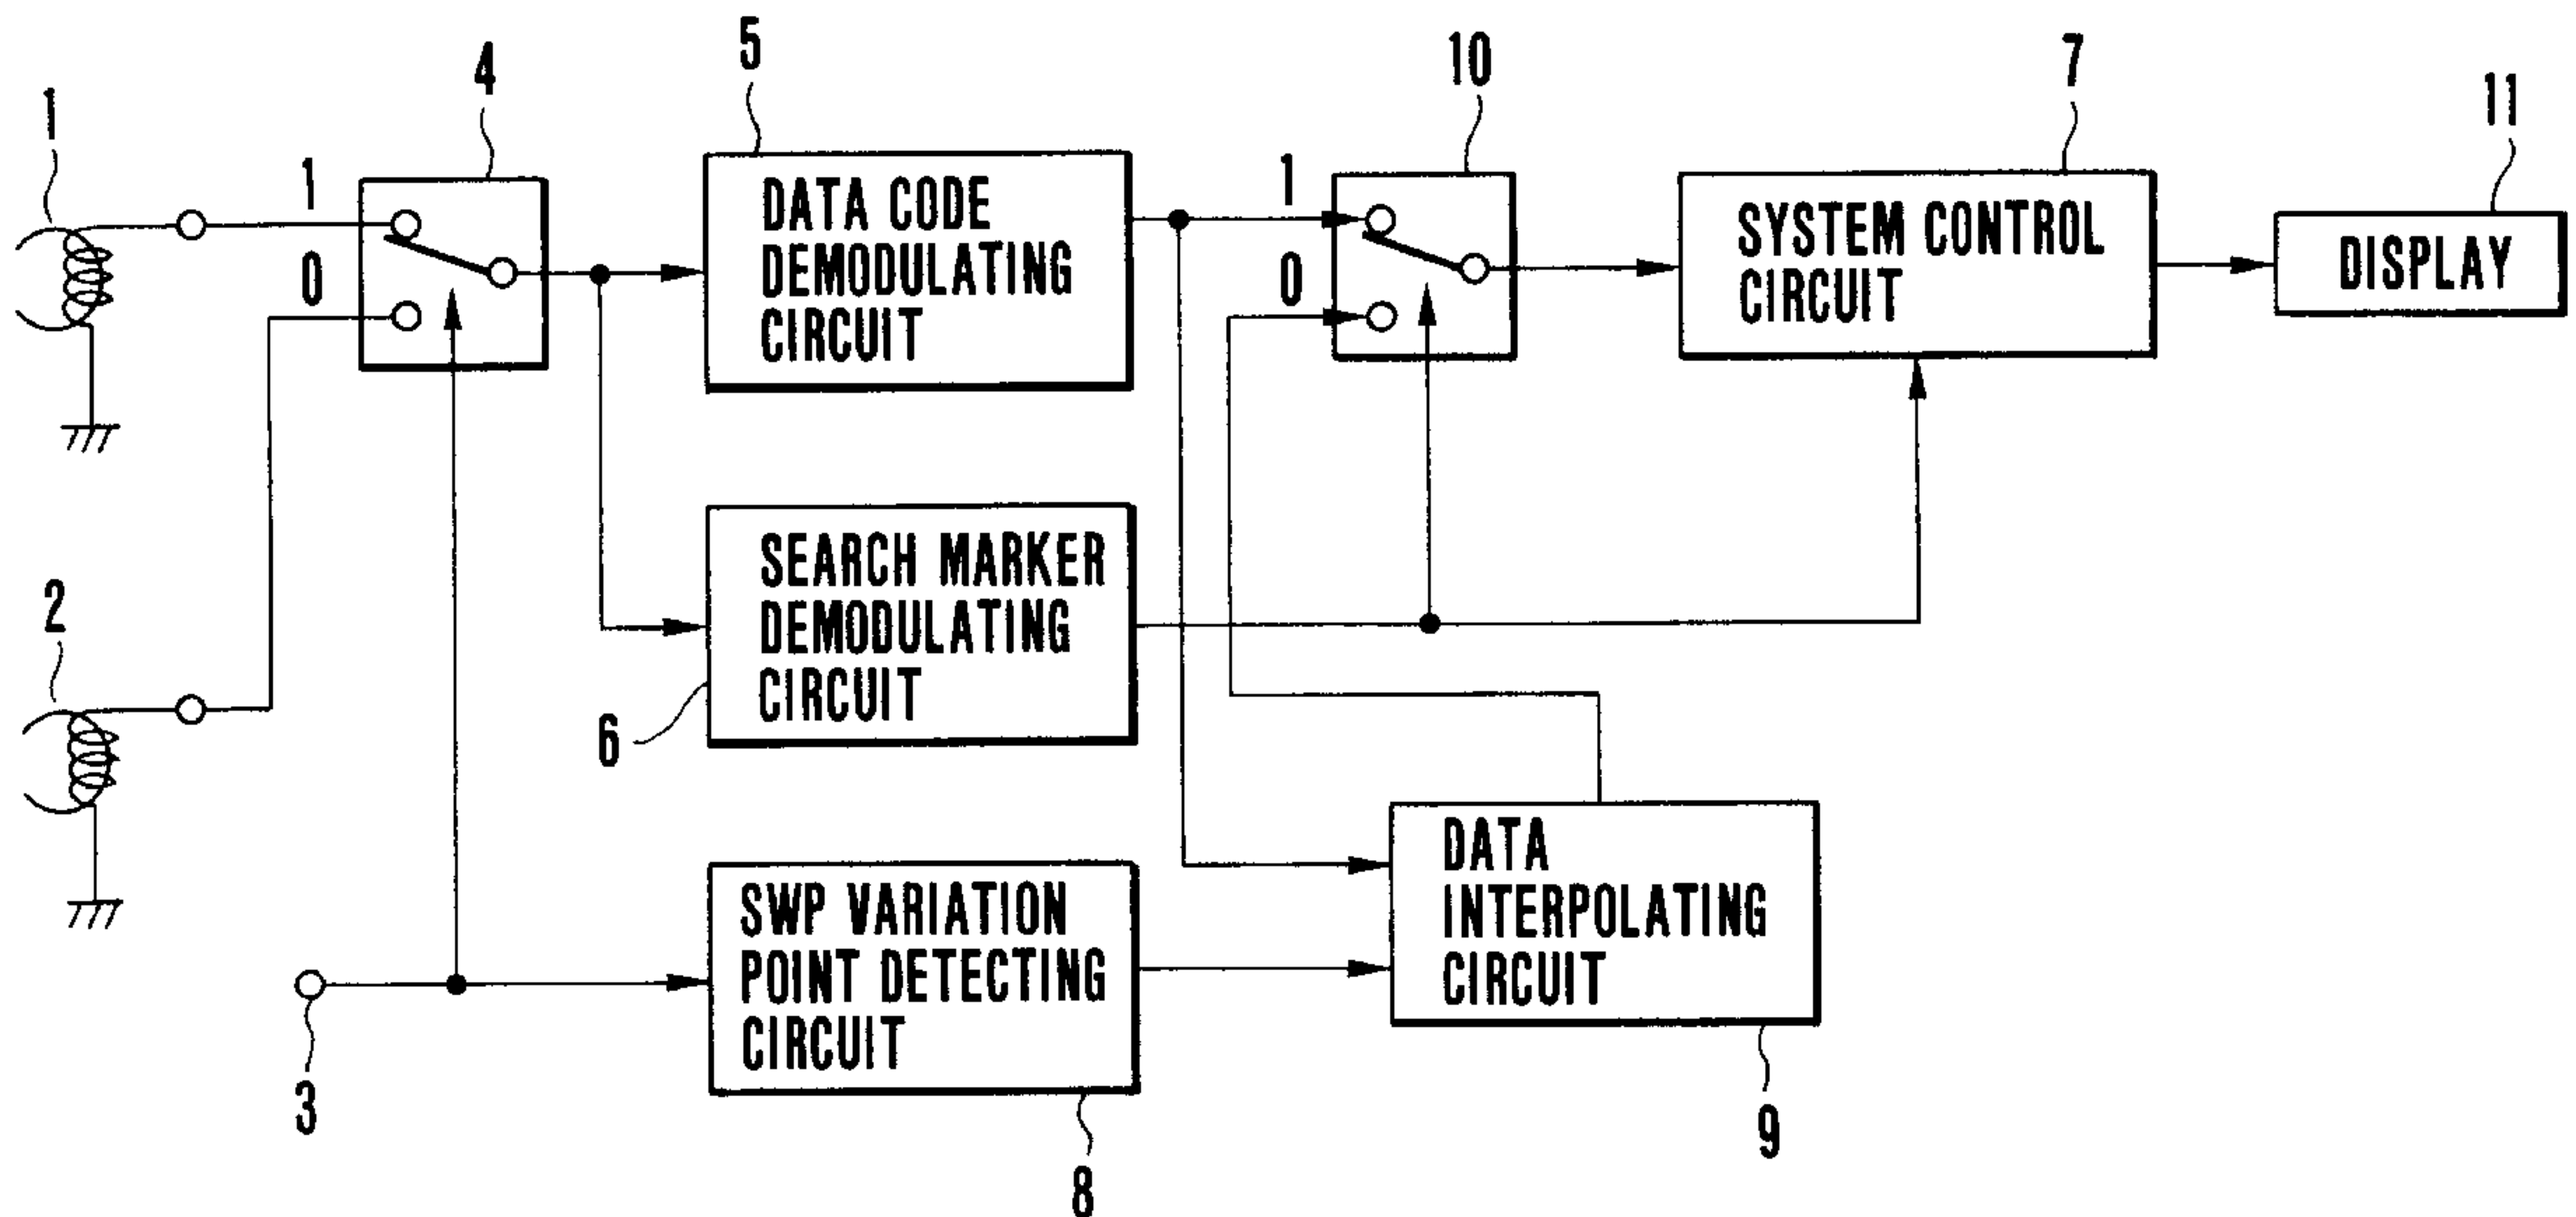 1
4
5
10
7
11
1
0
DATA CODE
DEMODULATING
CIRCUIT
1
0
SYSTEM CONTROL
CIRCUIT
DISPLAY
2
SEARCH MARKER
DEMODULATING
CIRCUIT
6
3
SWP VARIATION
POINT DETECTING
CIRCUIT
8
DATA
INTERPOLATING
CIRCUIT
9